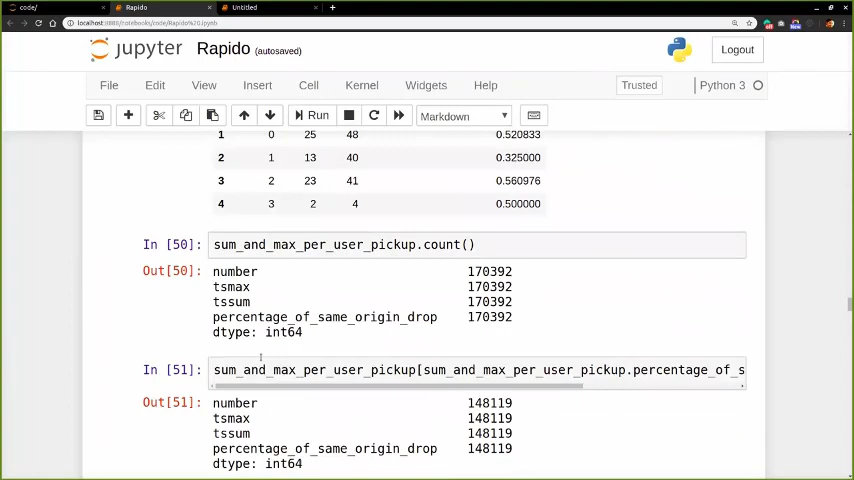 code/
Rapido
Untitled
localhost:8888/notebooks/code/Rapido%20.ipynb
jupyter Rapido (autosaved)
Logout
File Edit View Insert Cell Kernel Widgets Help
Trusted
Python 3
Run
Markdown
1 0 25 48 0.520833
2 1 13 40 0.325000
3 2 23 41 0.560976
4 3 2 4 0.500000
In [50]: sum_and_max_per_user_pickup.count()
Out[50]: number 170392
tsmax 170392
tssum 170392
percentage_of_same_origin_drop 170392
dtype: int64
In [51]: sum_and_max_per_user_pickup[sum_and_max_per_user_pickup.percentage_of_s
Out[51]: number 148119
tsmax 148119
tssum 148119
percentage_of_same_origin_drop 148119
dtype: int64